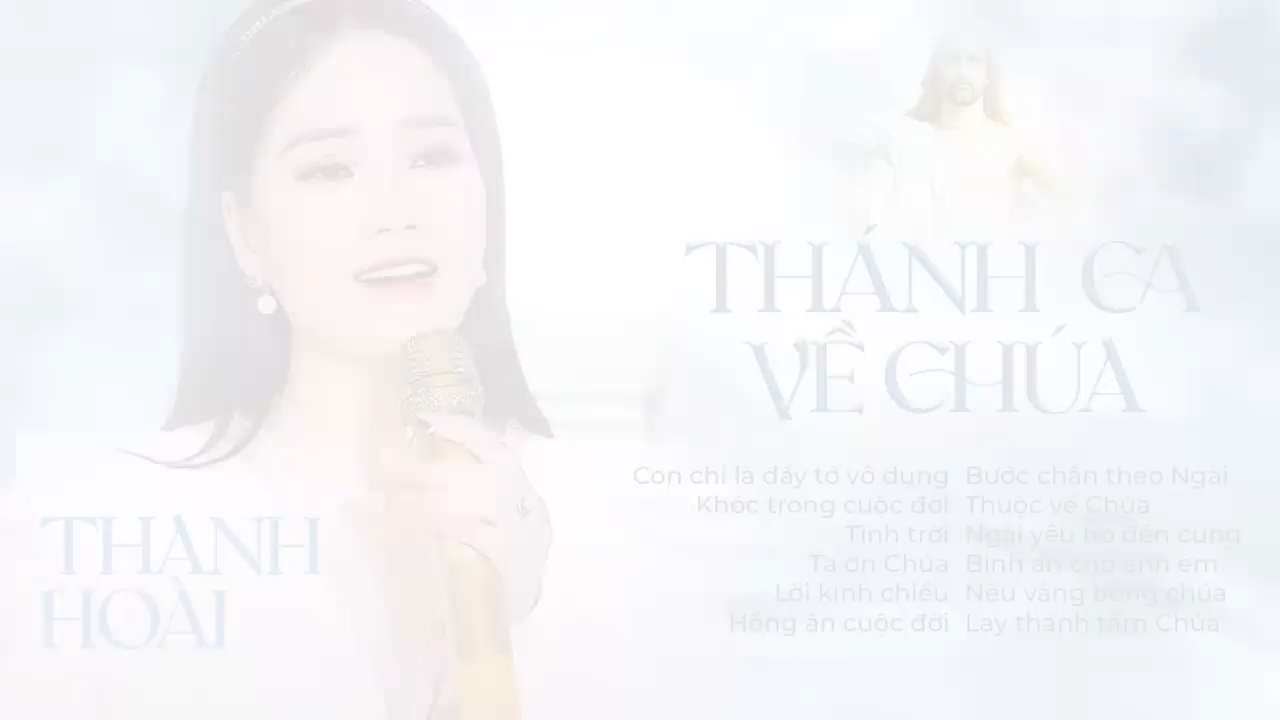 THÁNH CA
VỀ CHÚA
Con chỉ là đầy tớ vô dụng
Khóc trong cuộc đời
Tình trời
Tạ ơn Chúa
Lời kinh chiều
Hồng ân cuộc đời
Bước chân theo Ngài
Thuộc về Chúa
Ngài yêu họ đến cùng
Bình an cho anh em
Nếu vắng bóng chúa
Lạy thánh tâm Chúa
THANH
HOÀI